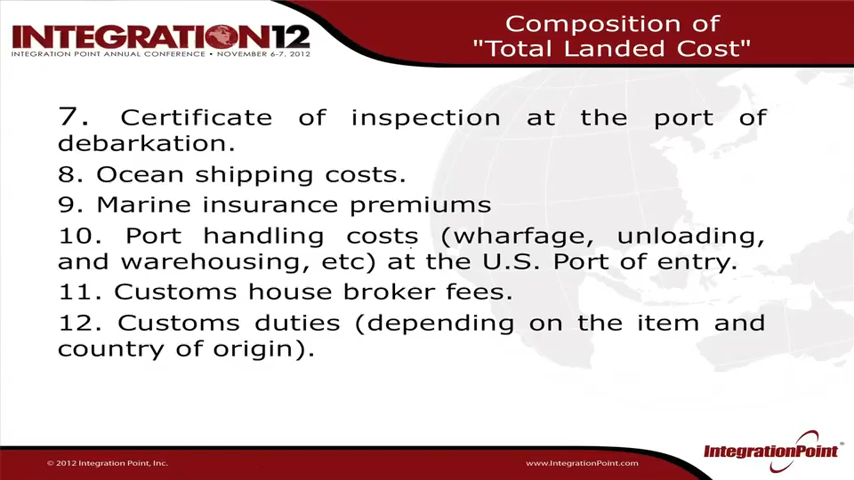 INTEGRATION12
INTEGRATION POINT ANNUAL CONFERENCE • NOVEMBER 6-7, 2012
Composition of
"Total Landed Cost"
7. Certificate of inspection at the port of
debarkation.
8. Ocean shipping costs.
9. Marine insurance premiums
10. Port handling costs (wharfage, unloading,
and warehousing, etc) at the U.S. Port of entry.
11. Customs house broker fees.
12. Customs duties (depending on the item and
country of origin).
© 2012 Integration Point, Inc.
www.IntegrationPoint.com
IntegrationPoint®